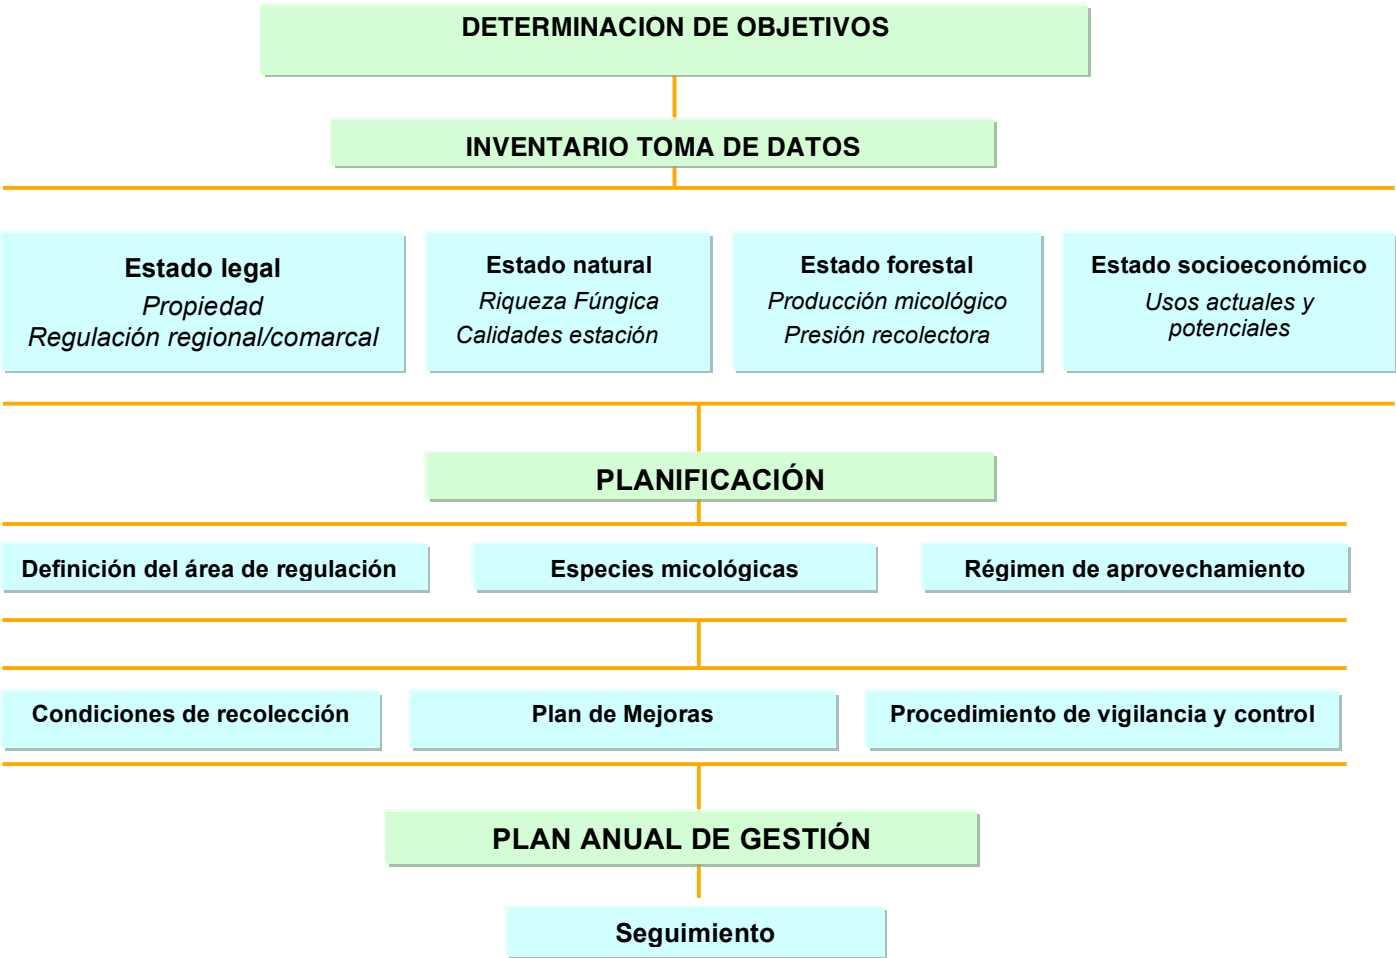 DETERMINACION DE OBJETIVOS
INVENTARIO TOMA DE DATOS
Estado legal
Propiedad
Regulación regional/comarcal
Estado natural
Riqueza Fúngica
Calidades estación
Estado forestal
Producción micológico
Presión recolectora
Estado socioeconómico
Usos actuales y
potenciales
PLANIFICACIÓN
Definición del área de regulación
Especies micológicas
Régimen de aprovechamiento
Condiciones de recolección
Plan de Mejoras
Procedimiento de vigilancia y control
PLAN ANUAL DE GESTIÓN
Seguimiento